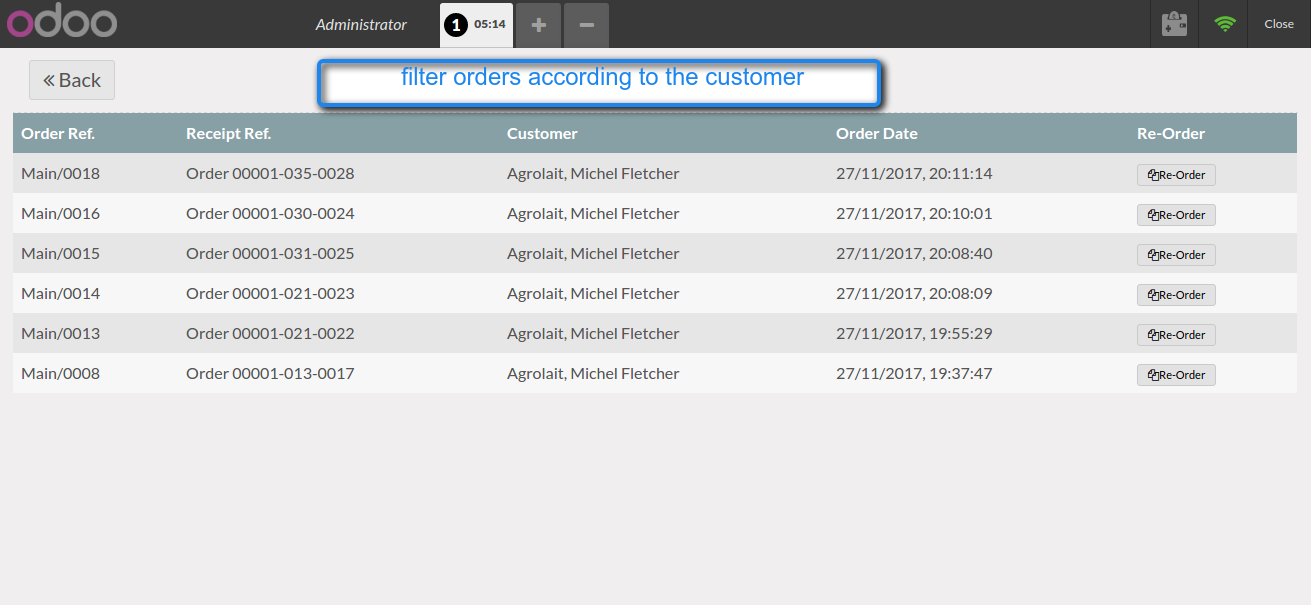 odoo Administrator 1 05:14 Close
« Back
filter orders according to the customer
Order Ref. Receipt Ref. Customer Order Date Re-Order
Main/0018 Order 00001-035-0028 Agrolait, Michel Fletcher 27/11/2017, 20:11:14 Re-Order
Main/0016 Order 00001-030-0024 Agrolait, Michel Fletcher 27/11/2017, 20:10:01 Re-Order
Main/0015 Order 00001-031-0025 Agrolait, Michel Fletcher 27/11/2017, 20:08:40 Re-Order
Main/0014 Order 00001-021-0023 Agrolait, Michel Fletcher 27/11/2017, 20:08:09 Re-Order
Main/0013 Order 00001-021-0022 Agrolait, Michel Fletcher 27/11/2017, 19:55:29 Re-Order
Main/0008 Order 00001-013-0017 Agrolait, Michel Fletcher 27/11/2017, 19:37:47 Re-Order